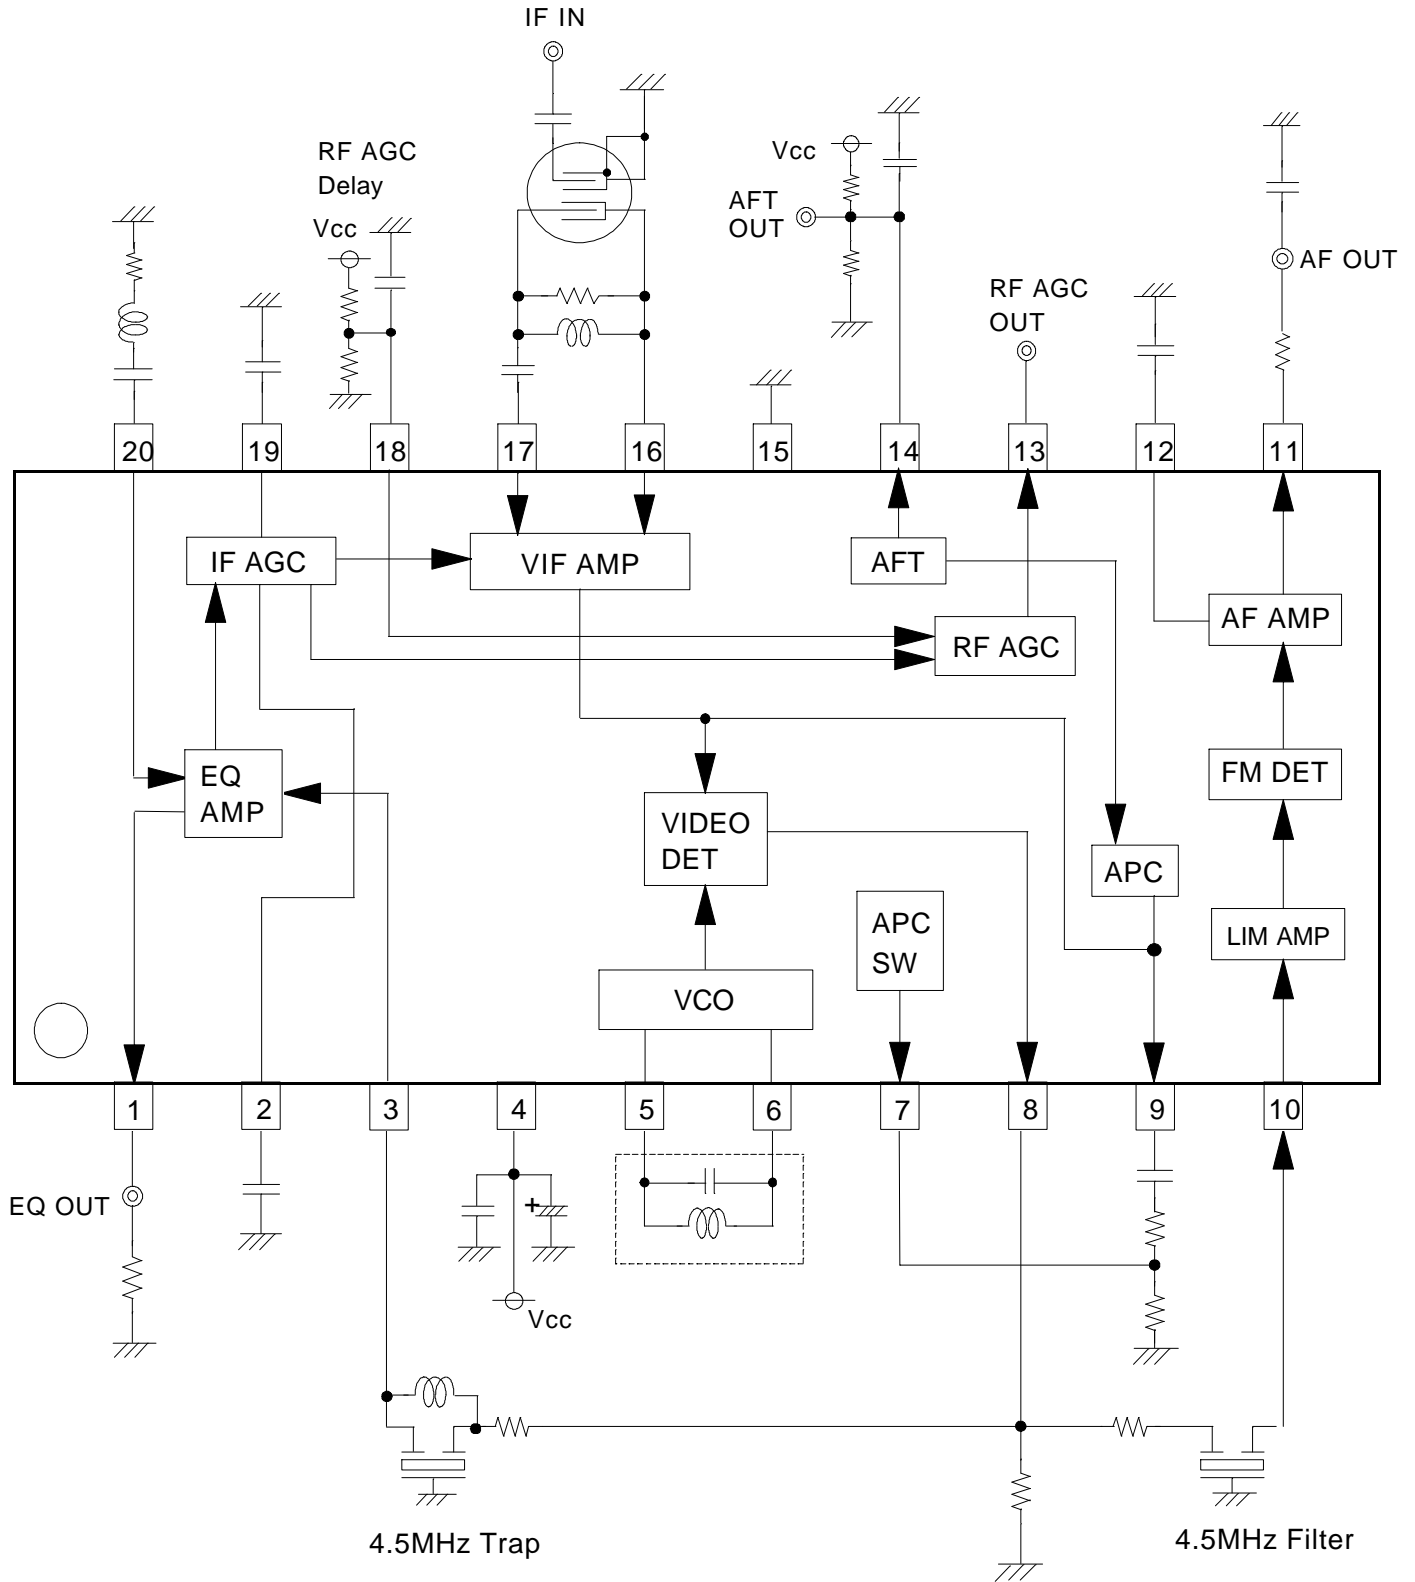 IF IN
RF AGC
Delay
Vcc
Vcc
AFT
OUT
RF AGC
OUT
AF OUT
20
19
18
17
16
15
14
13
12
11
IF AGC
VIF AMP
AFT
RF AGC
AF AMP
EQ
AMP
VIDEO
DET
FM DET
APC
APC
SW
LIM AMP
VCO
1
2
3
4
5
6
7
8
9
10
EQ OUT
+
Vcc
4.5MHz Trap
4.5MHz Filter